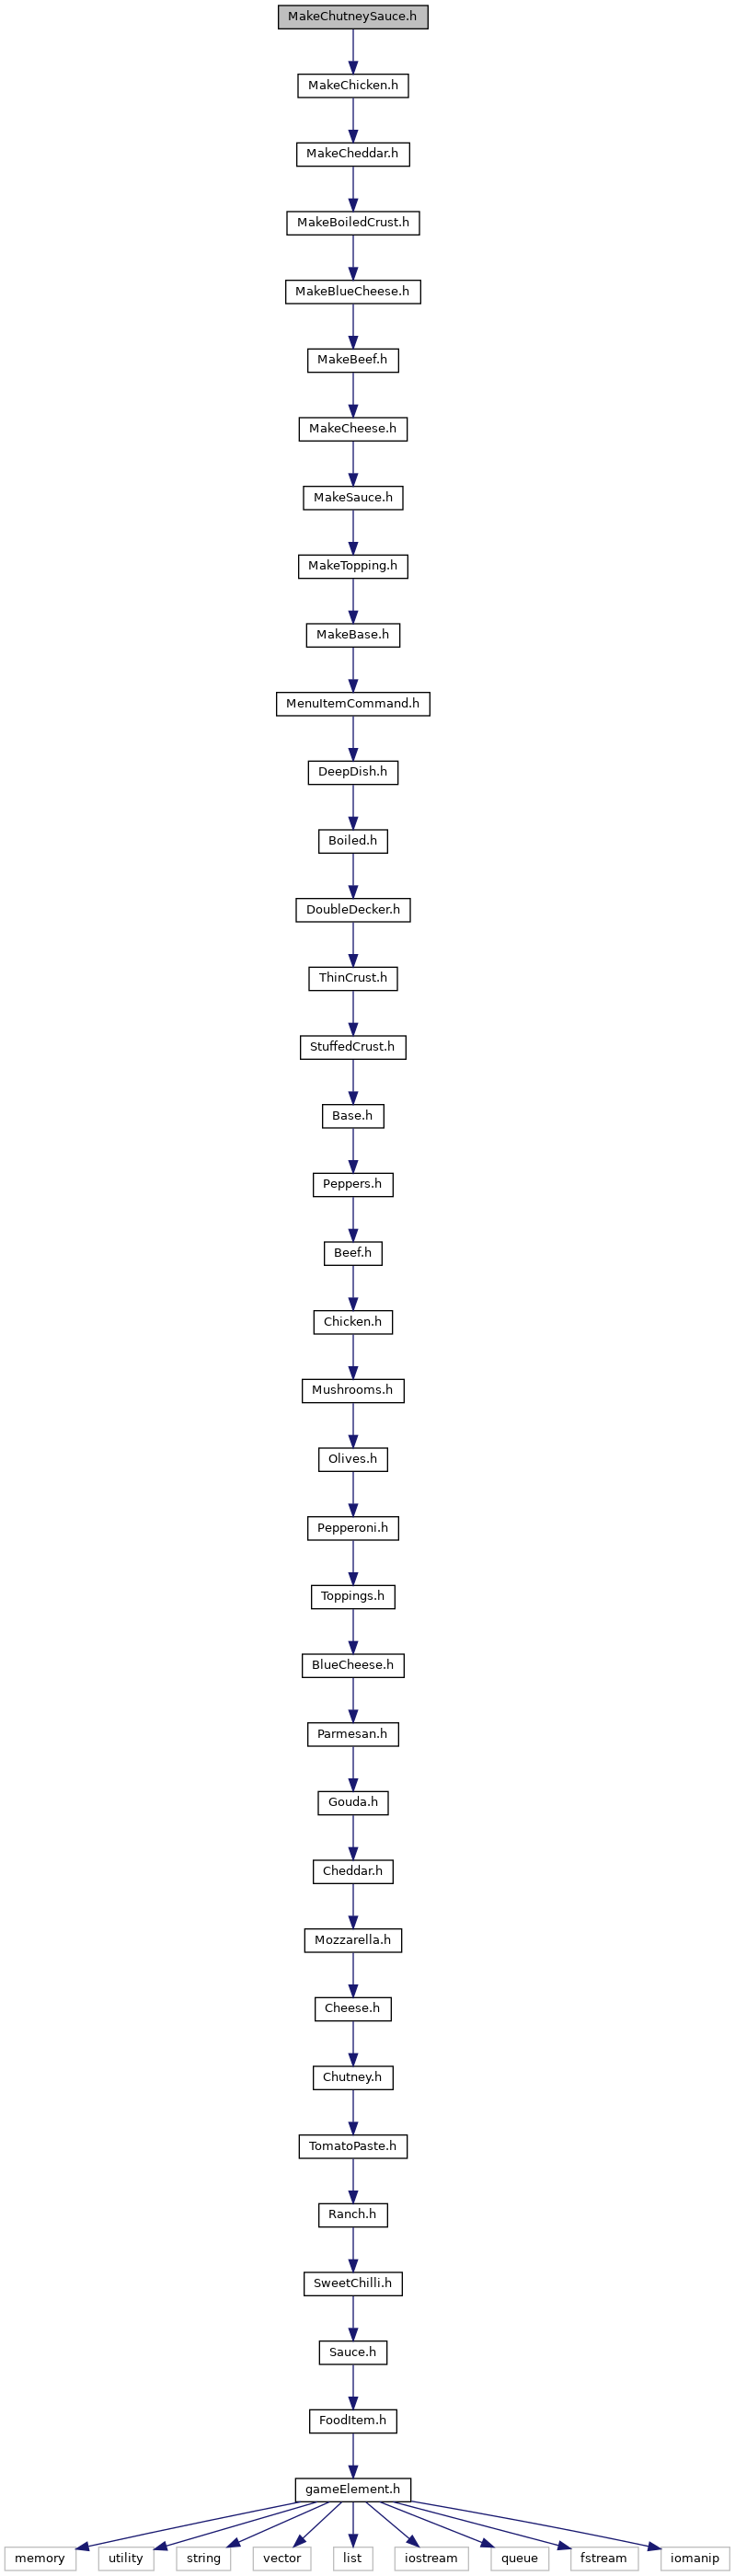 MakeChutneySauce.h
MakeChicken.h
MakeCheddar.h
MakeBoiledCrust.h
MakeBlueCheese.h
MakeBeef.h
MakeCheese.h
MakeSauce.h
MakeTopping.h
MakeBase.h
MenuItemCommand.h
DeepDish.h
Boiled.h
DoubleDecker.h
ThinCrust.h
StuffedCrust.h
Base.h
Peppers.h
Beef.h
Chicken.h
Mushrooms.h
Olives.h
Pepperoni.h
Toppings.h
BlueCheese.h
Parmesan.h
Gouda.h
Cheddar.h
Mozzarella.h
Cheese.h
Chutney.h
TomatoPaste.h
Ranch.h
SweetChilli.h
Sauce.h
FoodItem.h
gameElement.h
memory utility string vector list iostream queue fstream iomanip